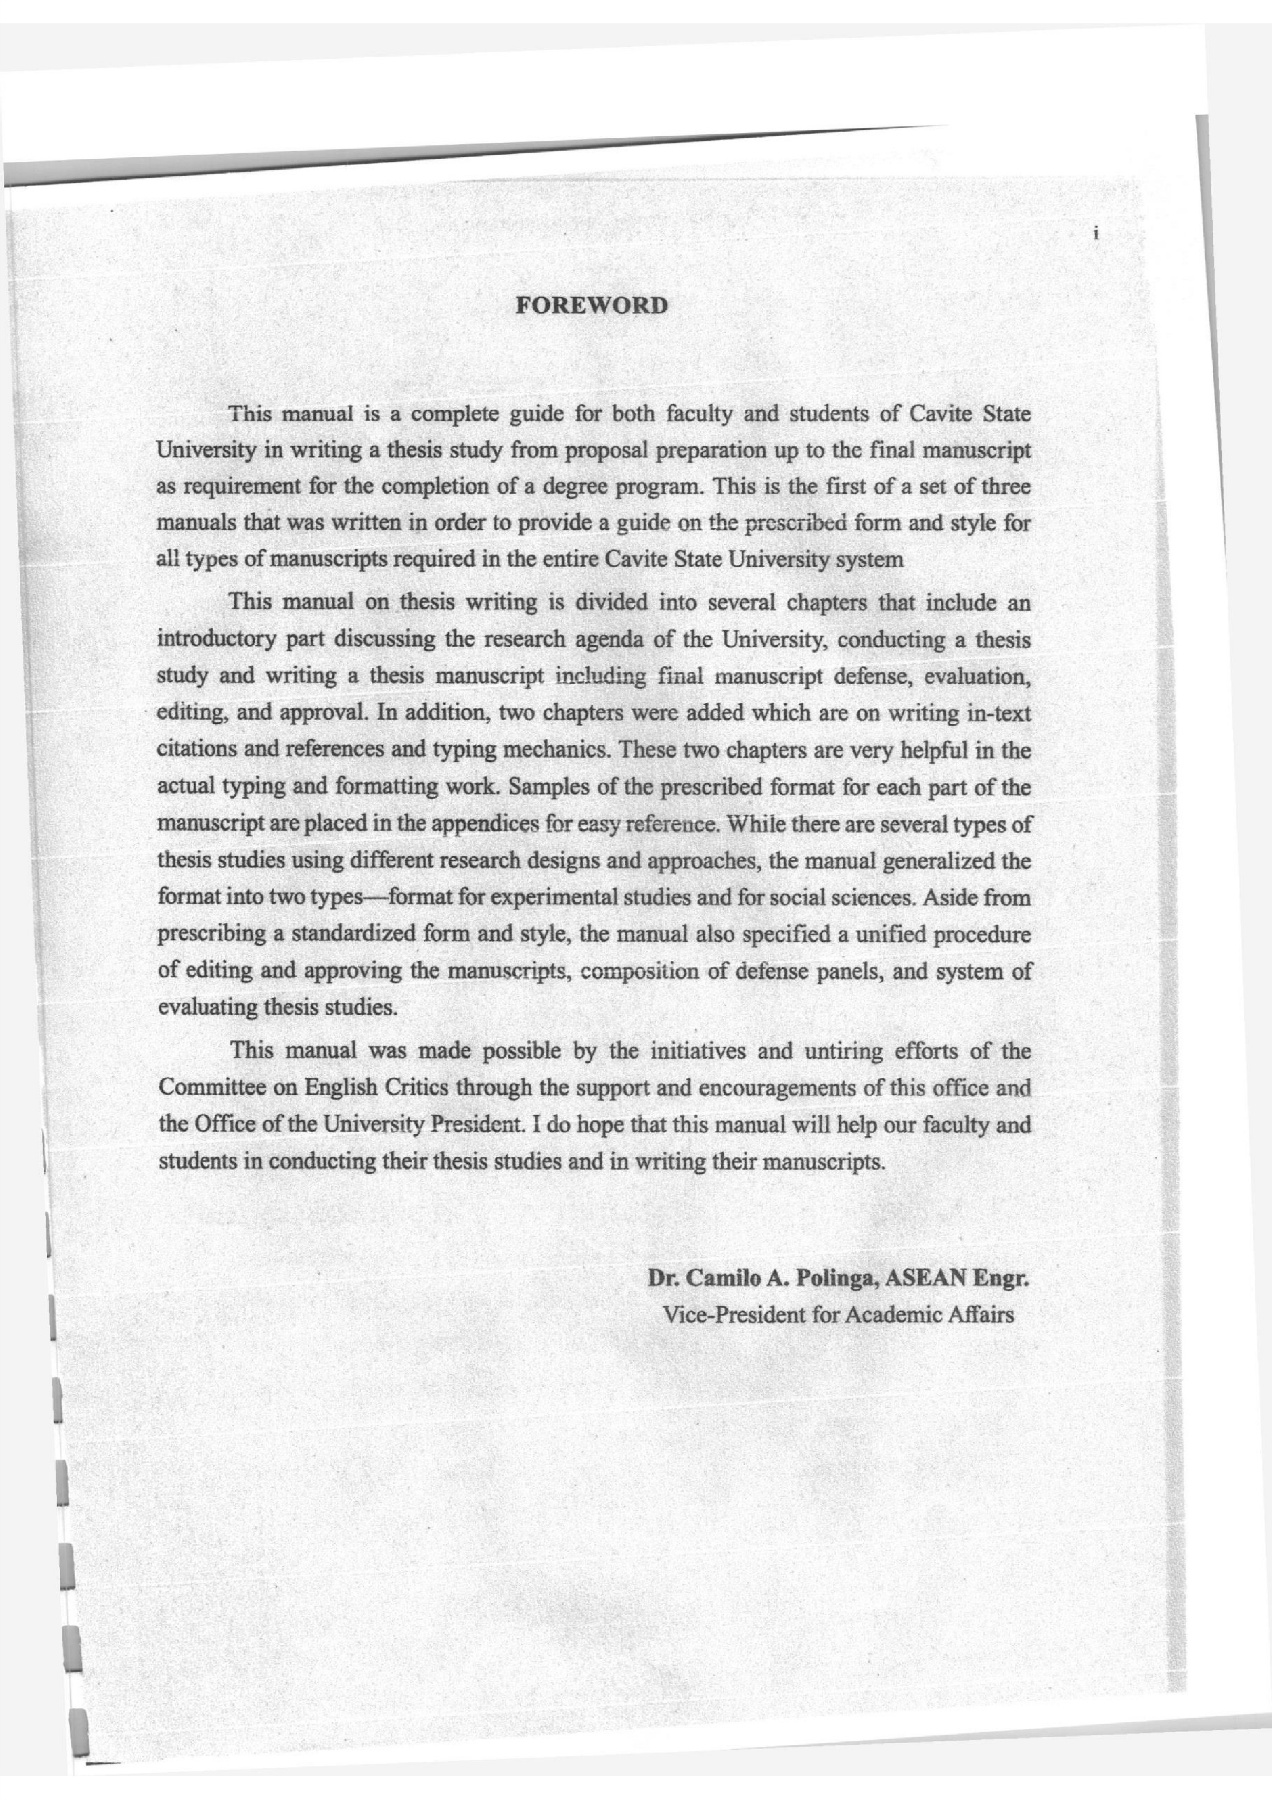 i
FOREWORD
This manual is a complete guide for both faculty and students of Cavite State
University in writing a thesis study from proposal preparation up to the final manuscript
as requirement for the completion of a degree program. This is the first of a set of three
manuals that was written in order to provide a guide on the prescribed form and style for
all types of manuscripts required in the entire Cavite State University system
This manual on thesis writing is divided into several chapters that include an
introductory part discussing the research agenda of the University, conducting a thesis
study and writing a thesis manuscript including final manuscript defense, evaluation,
editing, and approval. In addition, two chapters were added which are on writing in-text
citations and references and typing mechanics. These two chapters are very helpful in the
actual typing and formatting work. Samples of the prescribed format for each part of the
manuscript are placed in the appendices for easy reference. While there are several types of
thesis studies using different research designs and approaches, the manual generalized the
format into two types—format for experimental studies and for social sciences. Aside from
prescribing a standardized form and style, the manual also specified a unified procedure
of editing and approving the manuscripts, composition of defense panels, and system of
evaluating thesis studies.
This manual was made possible by the initiatives and untiring efforts of the
Committee on English Critics through the support and encouragements of this office and
the Office of the University President. I do hope that this manual will help our faculty and
students in conducting their thesis studies and in writing their manuscripts.
Dr. Camilo A. Polinga, ASEAN Engr.
Vice-President for Academic Affairs